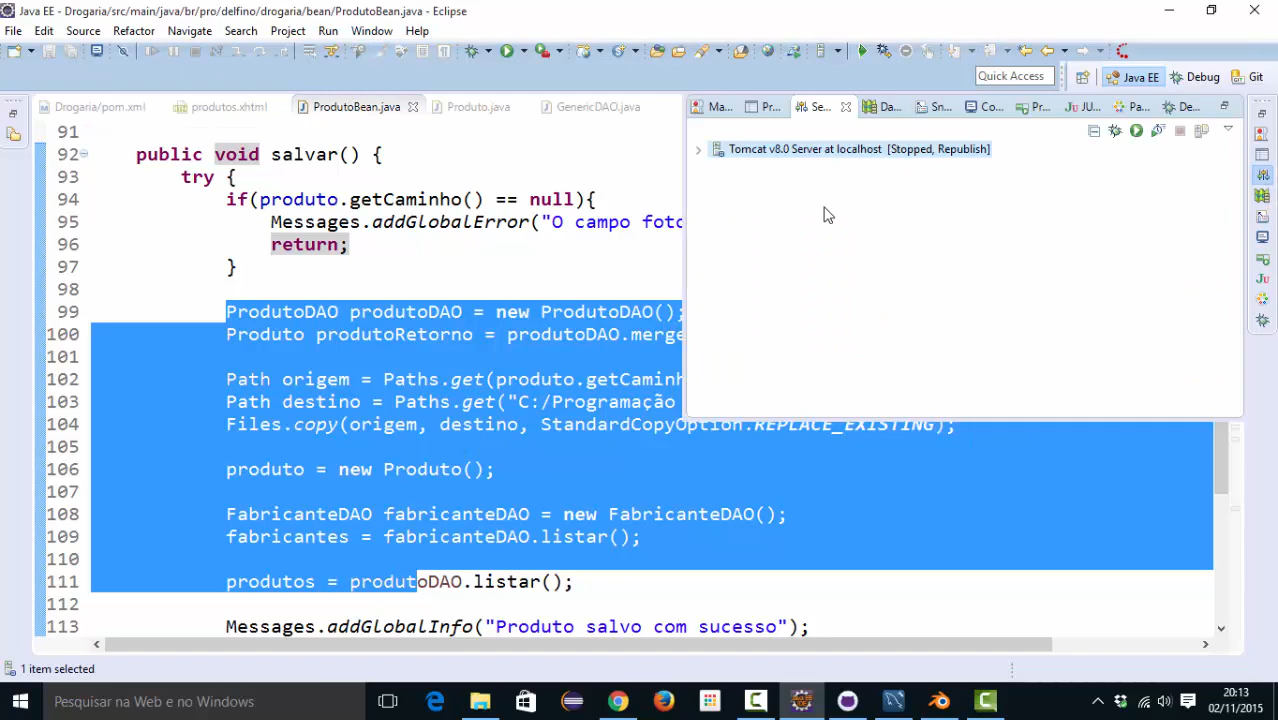 Java EE - Drogaria/src/main/java/br/pro/delfino/drogaria/bean/ProdutoBean.java - Eclipse
File Edit Source Refactor Navigate Search Project Run Window Help
Quick Access Java EE Debug Git
Drogaria/pom.xml produtos.xhtml ProdutoBean.java Produto.java GenericDAO.java
Ma... Pr... Se... Da... Sn... Co... Pr... JU JU... Pa... De...
Tomcat v8.0 Server at localhost [Stopped, Republish]
91
92 public void salvar() {
93 try {
94 if(produto.getCaminho() == null){
95 Messages.addGlobalError("O campo foto
96 return;
97 }
98
99 ProdutoDAO produtoDAO = new ProdutoDAO();
100 Produto produtoRetorno = produtoDAO.merge
101
102 Path origem = Paths.get(produto.getCaminh
103 Path destino = Paths.get("C:/Programação
104 Files.copy(origem, destino, StandardCopyOption.REPLACE_EXISTING);
105
106 produto = new Produto();
107
108 FabricanteDAO fabricanteDAO = new FabricanteDAO();
109 fabricantes = fabricanteDAO.listar();
110
111 produtos = produtoDAO.listar();
112
113 Messages.addGlobalInfo("Produto salvo com sucesso");
1 item selected
Pesquisar na Web e no Windows
20:13
02/11/2015